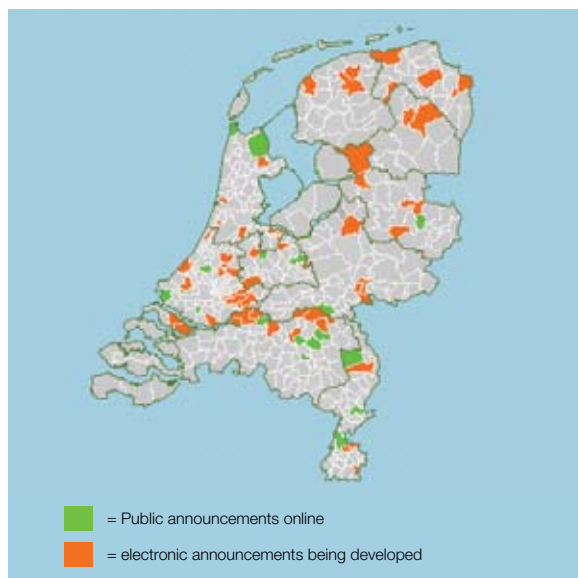 = Public announcements online
= electronic announcements being developed